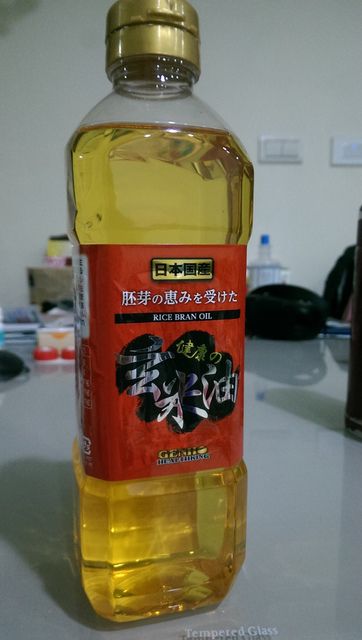 日本国産
胚芽の恵みを受けた
RICE BRAN OIL
健康の
玄米油
HEALTHKING
Tempered Glass